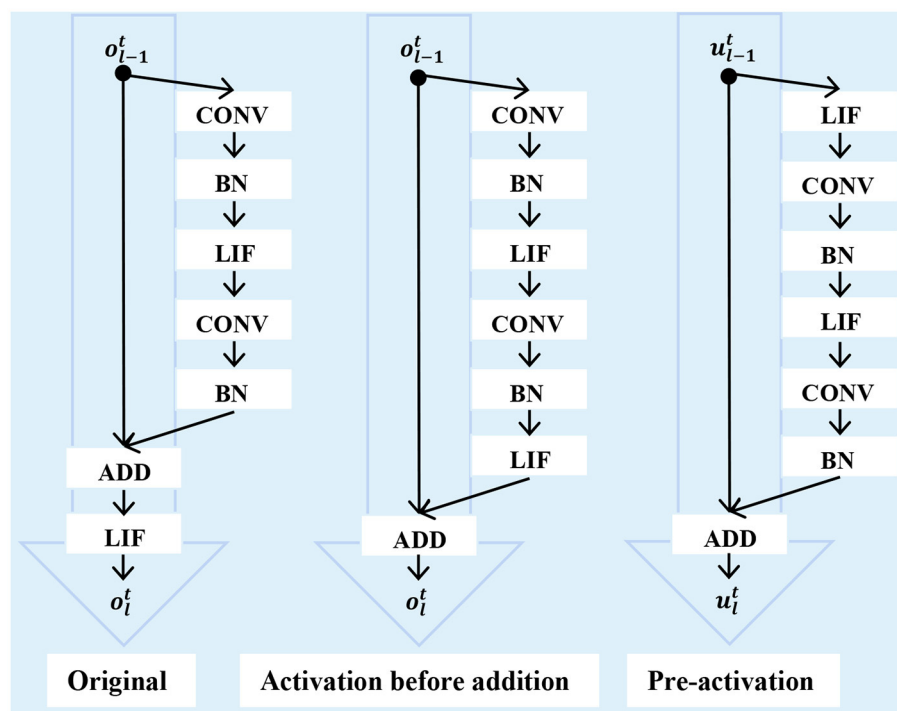 o_{l-1}^t
CONV
BN
LIF
CONV
BN
ADD
LIF
o_l^t
Original
o_{l-1}^t
CONV
BN
LIF
CONV
BN
LIF
ADD
o_l^t
Activation before addition
u_{l-1}^t
LIF
CONV
BN
LIF
CONV
BN
ADD
u_l^t
Pre-activation